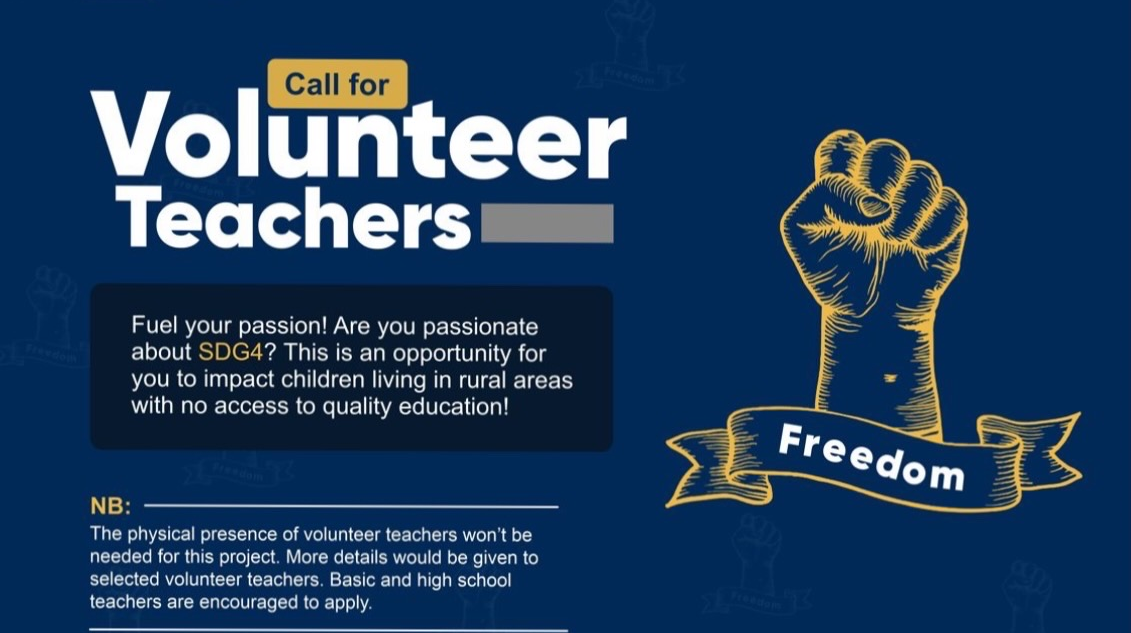 Call for
Volunteer
Teachers
Fuel your passion! Are you passionate
about SDG4? This is an opportunity for
you to impact children living in rural areas
with no access to quality education!
NB:
The physical presence of volunteer teachers won't be
needed for this project. More details would be given to
selected volunteer teachers. Basic and high school
teachers are encouraged to apply.
Freedom